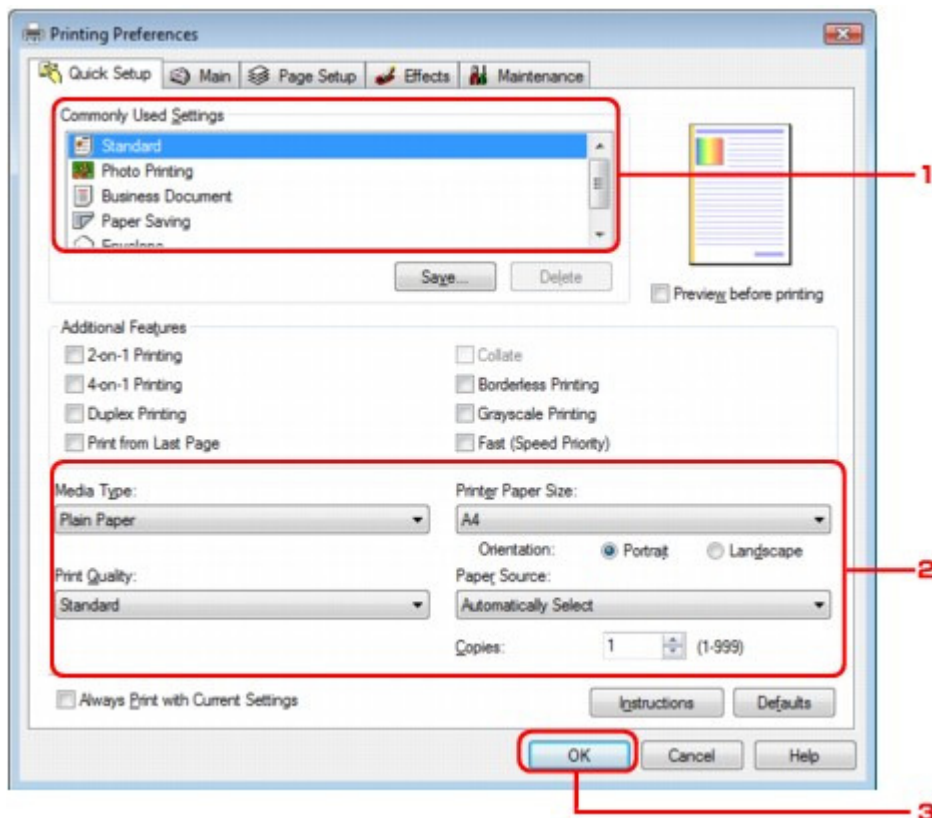 Printing Preferences
Quick Setup Main Page Setup Effects Maintenance
Commonly Used Settings
Standard
Photo Printing
Business Document
Paper Saving
Envelope
1
Save... Delete
Preview before printing
Additional Features
2-on-1 Printing
4-on-1 Printing
Duplex Printing
Print from Last Page
Collate
Borderless Printing
Grayscale Printing
Fast (Speed Priority)
Media Type:
Plain Paper
Printer Paper Size:
A4
Orientation: Portrait Landscape
2
Print Quality:
Standard
Paper Source:
Automatically Select
Copies: 1 (1-999)
Always Print with Current Settings
Instructions Defaults
OK Cancel Help
3